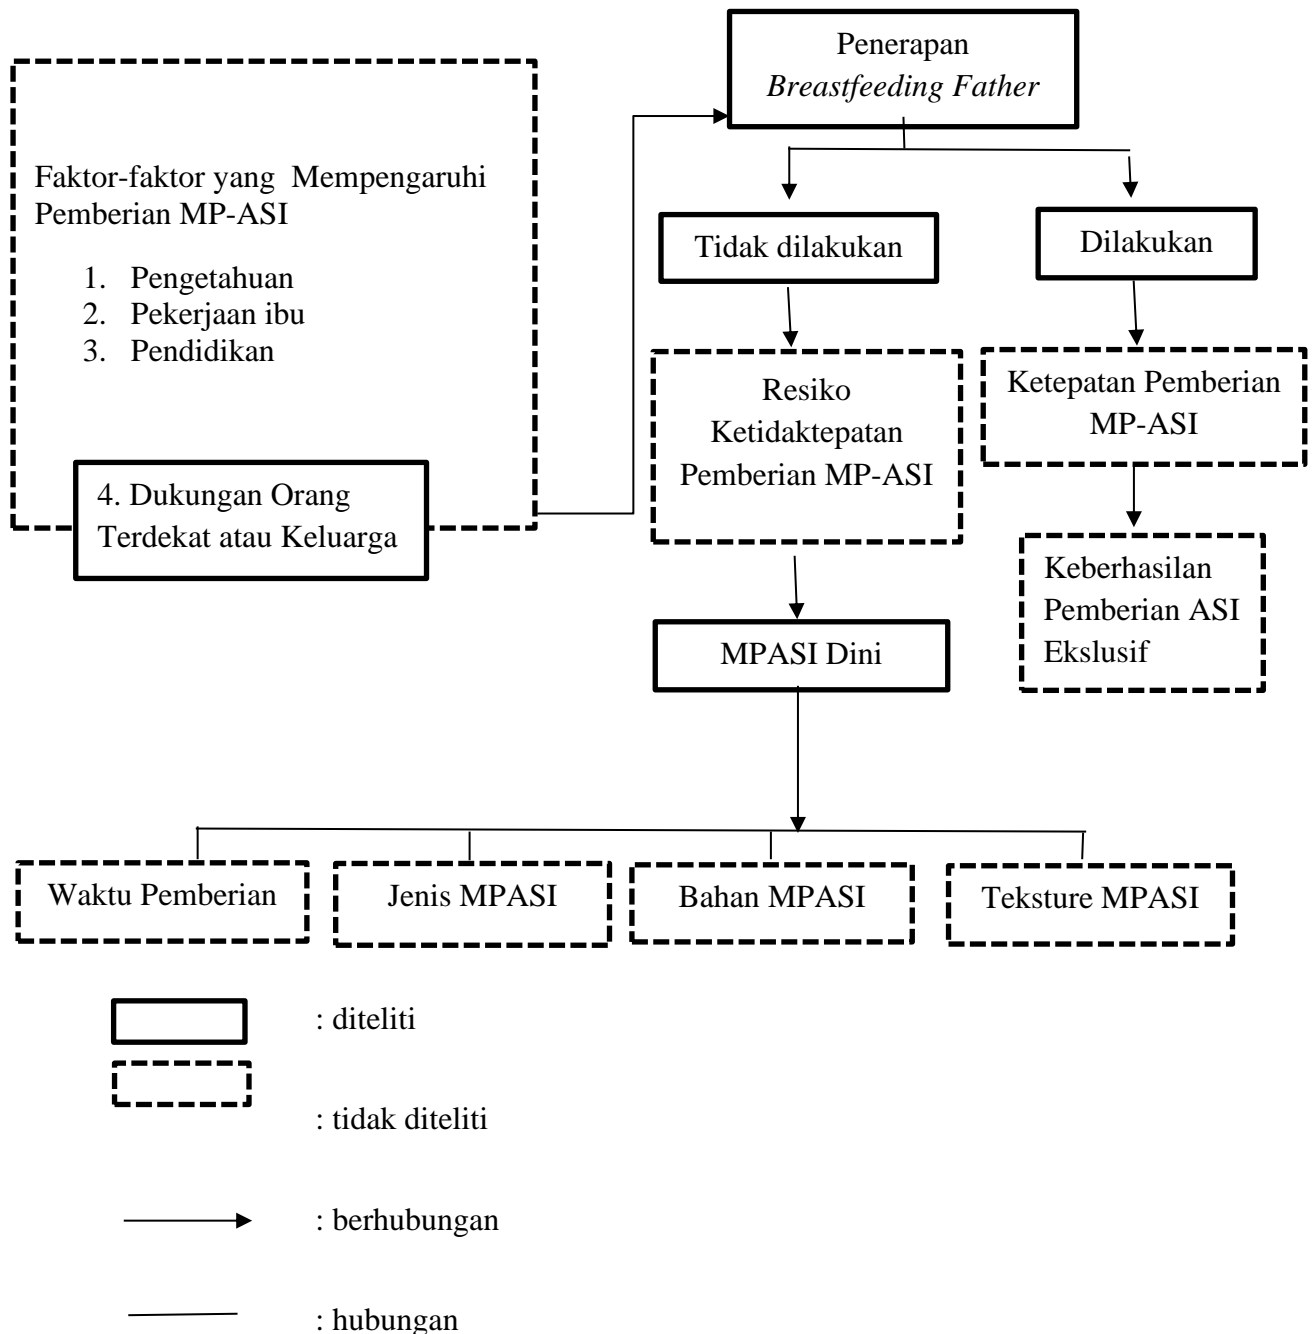 Penerapan
Breastfeeding Father
Faktor-faktor yang Mempengaruhi
Pemberian MP-ASI
1. Pengetahuan
2. Pekerjaan ibu
3. Pendidikan
4. Dukungan Orang
Terdekat atau Keluarga
Tidak dilakukan
Dilakukan
Resiko
Ketidaktepatan
Pemberian MP-ASI
Ketepatan Pemberian
MP-ASI
Keberhasilan
Pemberian ASI
Ekslusif
MPASI Dini
Waktu Pemberian
Jenis MPASI
Bahan MPASI
Teksture MPASI
: diteliti
: tidak diteliti
: berhubungan
: hubungan